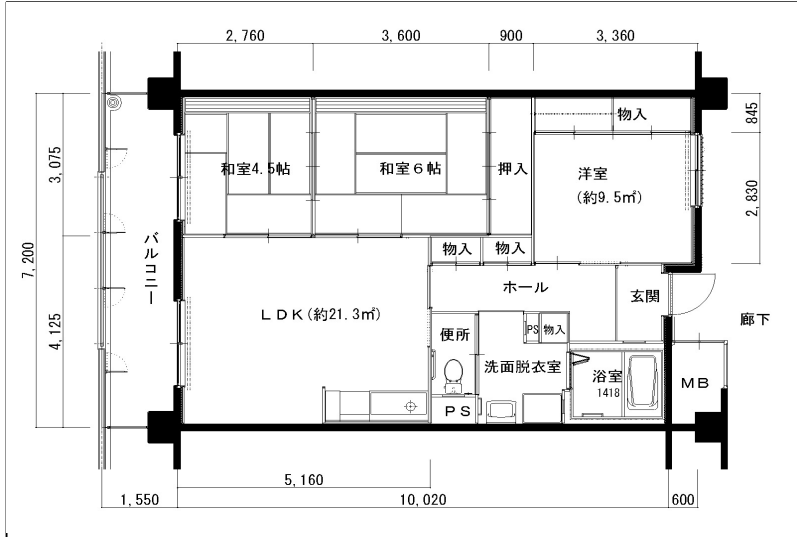 2,760
3,600
900
3,360
物入
845
3,075
和室4.5帖
和室6帖
押入
洋室
(約9.5㎡)
2,830
7,200
バルコニー
物入
物入
ホール
玄関
4,125
LDK(約21.3㎡)
便所
PS
物入
廊下
洗面脱衣室
浴室
1418
MB
PS
5,160
1,550
10,020
600